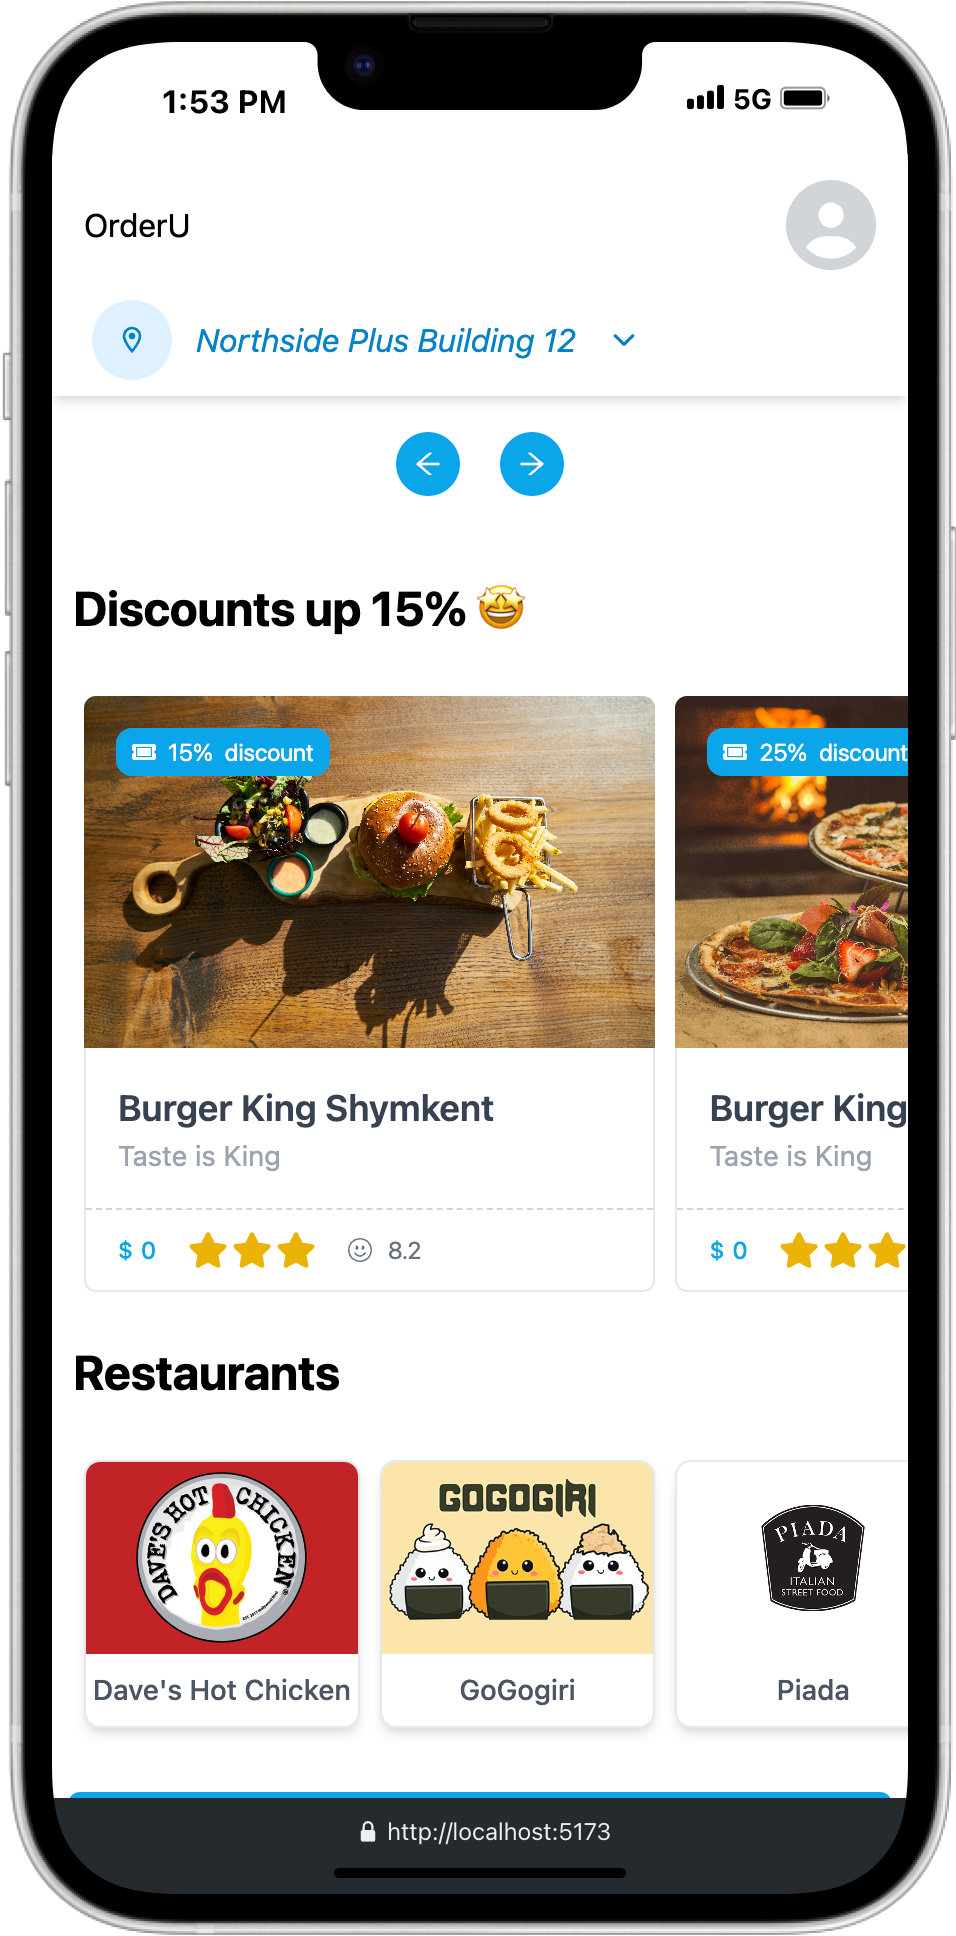 1:53 PM
5G
OrderU
Northside Plus Building 12
Discounts up 15% 🤩
15% discount
25% discount
Burger King Shymkent
Taste is King
$ 0
8.2
Burger King
Taste is King
$ 0
Restaurants
DAVE'S HOT CHICKEN
Dave's Hot Chicken
GOGOGIRI
GoGogiri
PIADA
ITALIAN
STREET FOOD
Piada
http://localhost:5173